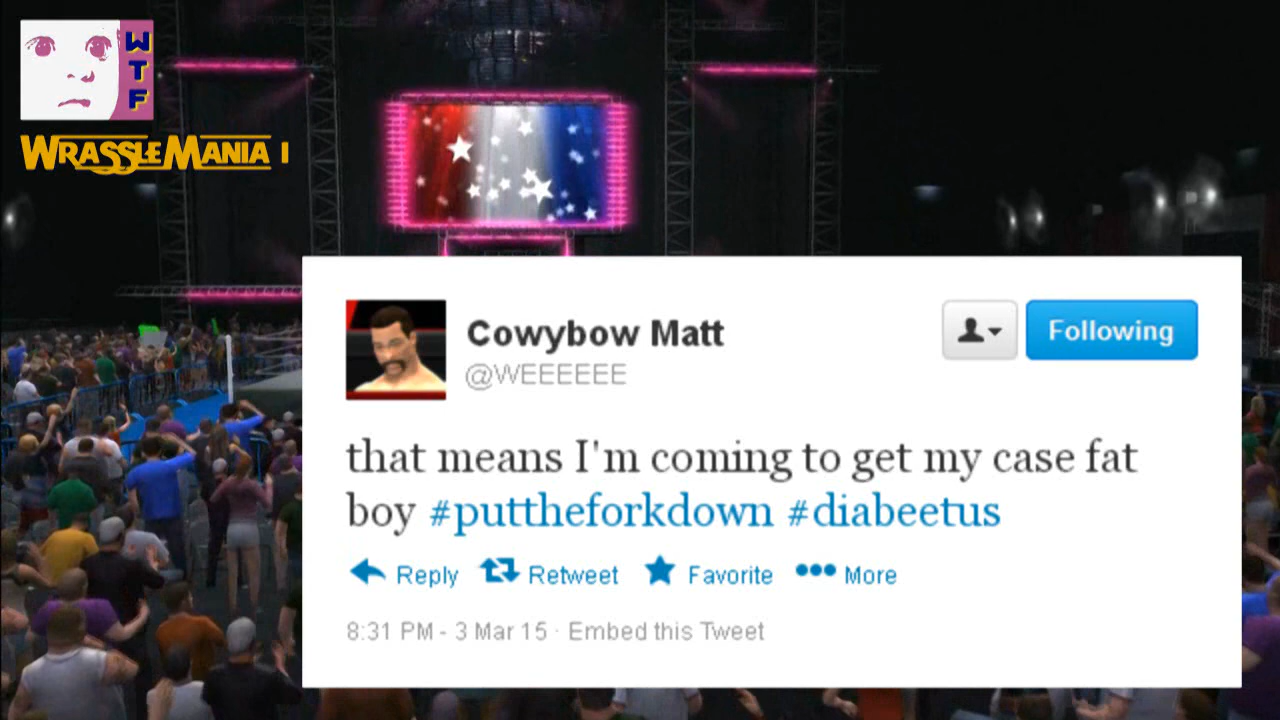 WTF
WRASSLEMANIA I
Cowybow Matt
@WEEEEEE
Following
that means I'm coming to get my case fat
boy #puttheforkdown #diabeetus
Reply Retweet Favorite More
8:31 PM - 3 Mar 15 · Embed this Tweet